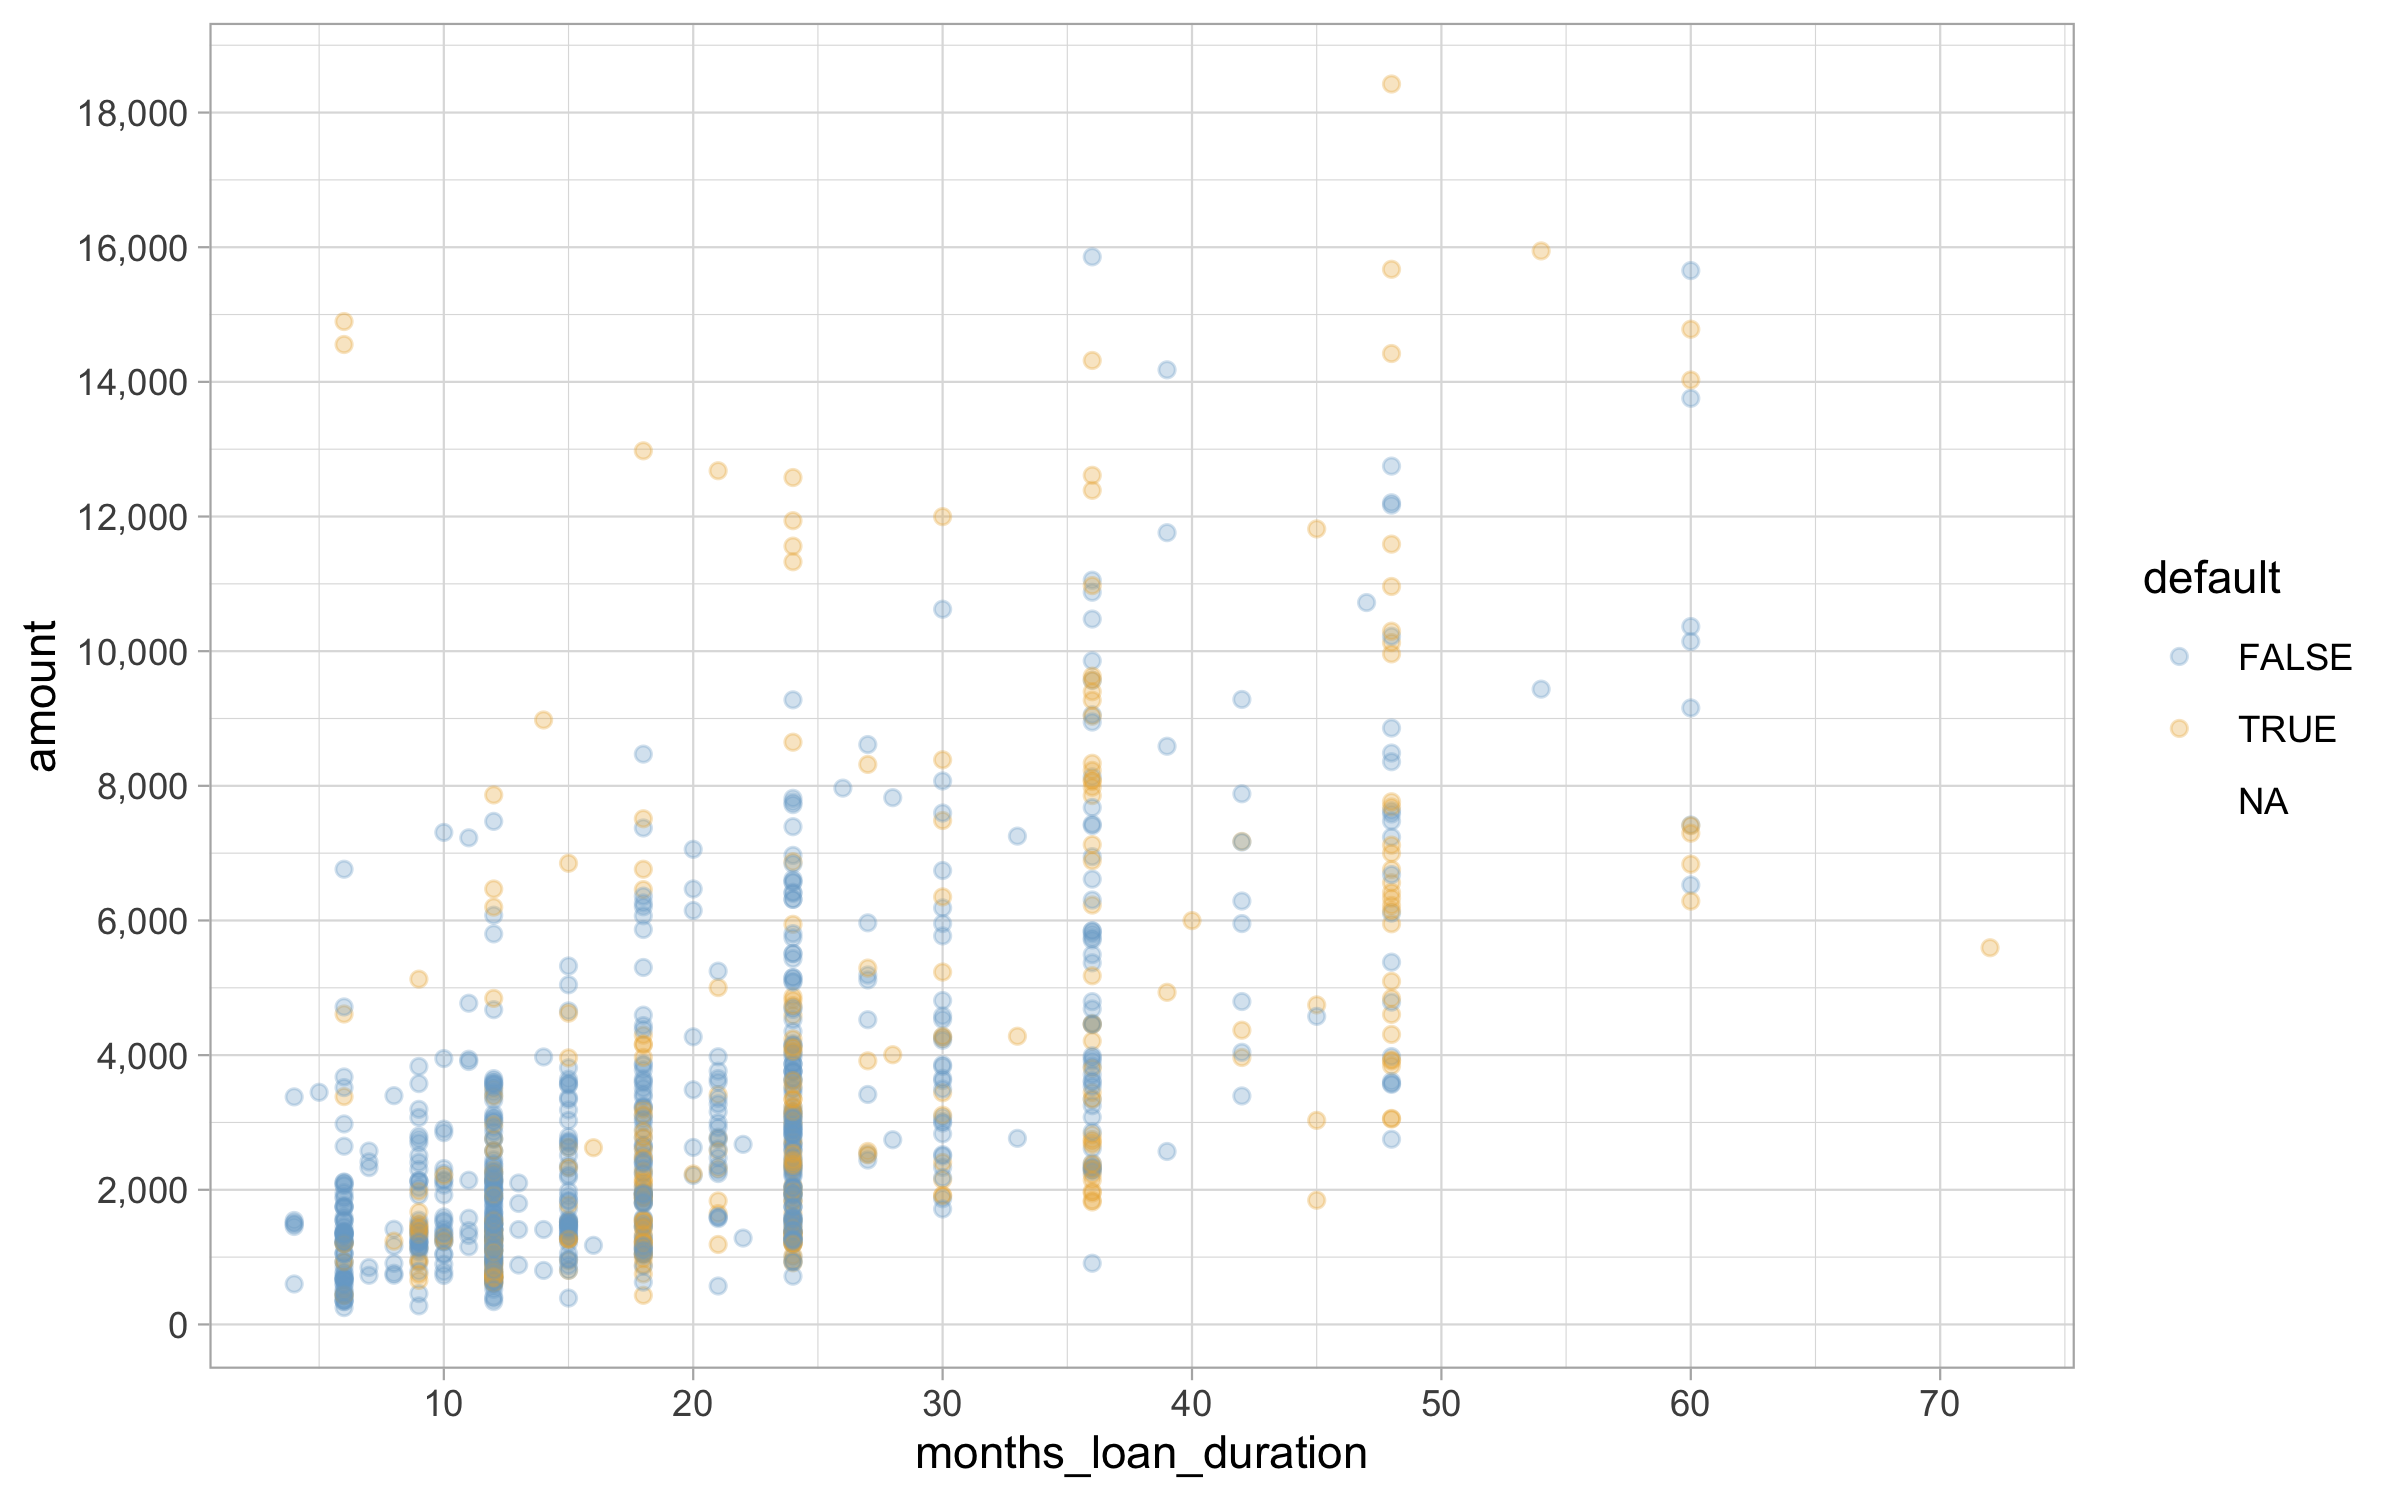 18,000
16,000
14,000
12,000
10,000
8,000
6,000
4,000
2,000
0
amount
10 20 30 40 50 60 70
months_loan_duration
default
FALSE
TRUE
NA